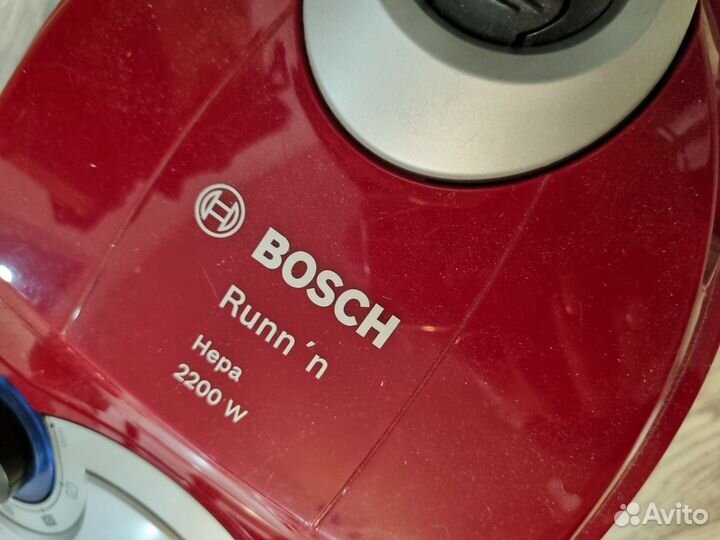 BOSCH
Runn´n
Hepa
2200 W
Avito